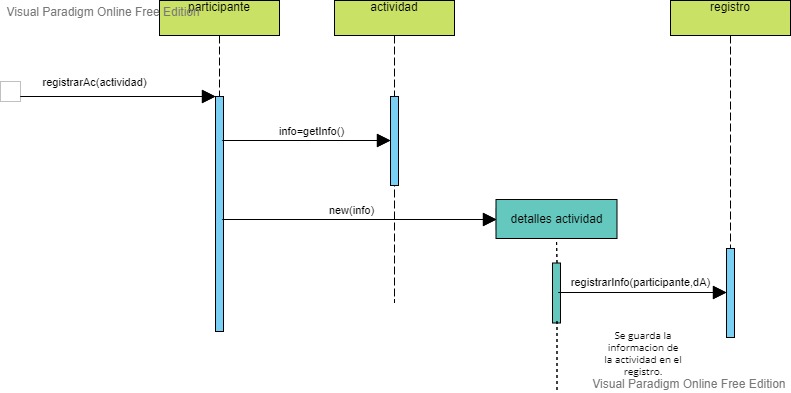 Visual Paradigm Online Free Edition
participante
actividad
registro
registrarAc(actividad)
info=getInfo()
new(info)
detalles actividad
registrarInfo(participante,dA)
Se guarda la
informacion de
la actividad en el
registro.
Visual Paradigm Online Free Edition